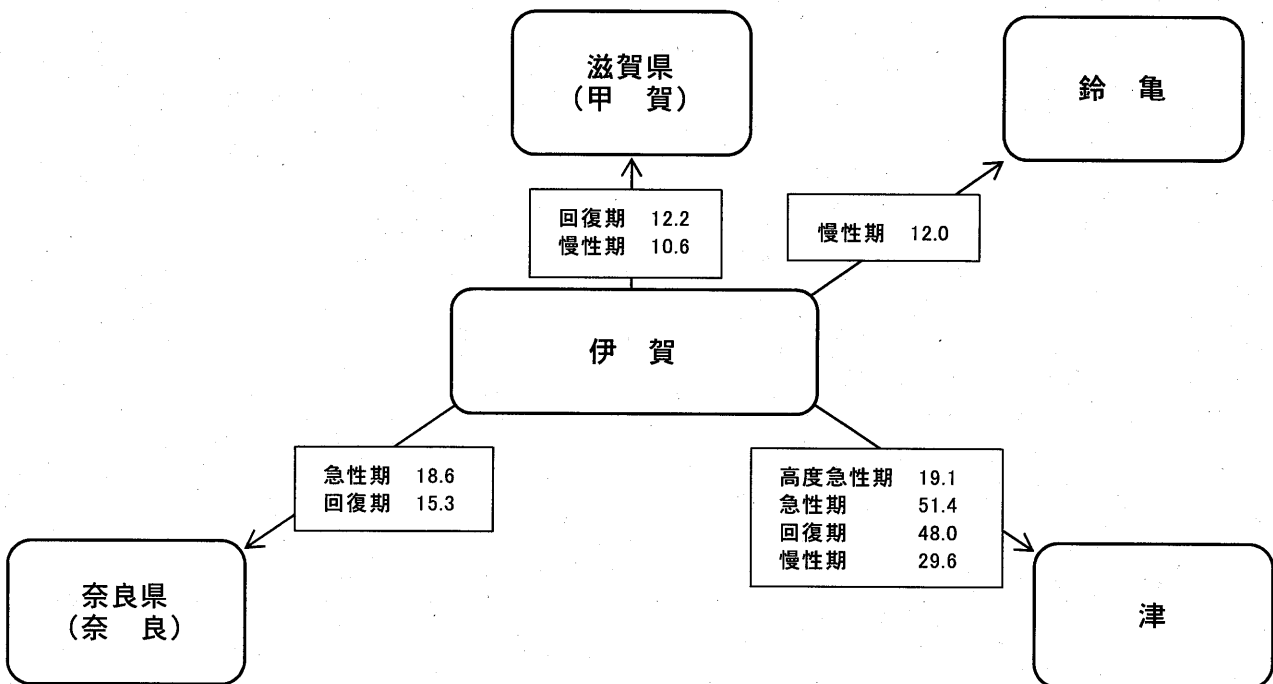 滋賀県
（甲　賀）
鈴　亀
回復期　12.2
慢性期　10.6
慢性期　12.0
伊　賀
急性期　18.6
回復期　15.3
高度急性期　19.1
急性期　51.4
回復期　48.0
慢性期　29.6
奈良県
（奈　良）
津